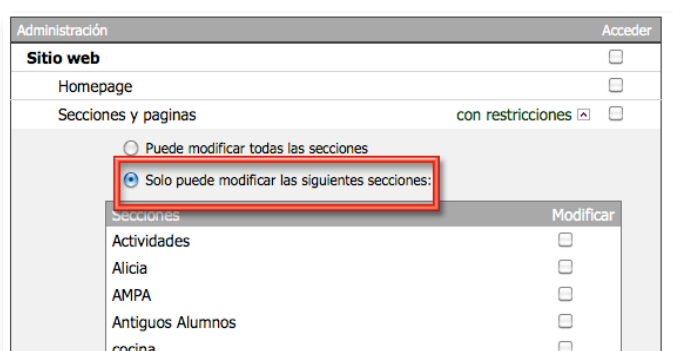 Administración Acceder
Sitio web
Homepage
Secciones y paginas con restricciones
Puede modificar todas las secciones
Solo puede modificar las siguientes secciones:
Secciones Modificar
Actividades
Alicia
AMPA
Antiguos Alumnos
cocina